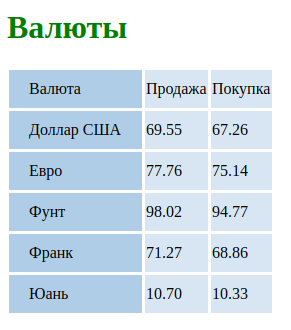 Валюты
Валюта Продажа Покупка
Доллар США 69.55 67.26
Евро 77.76 75.14
Фунт 98.02 94.77
Франк 71.27 68.86
Юань 10.70 10.33